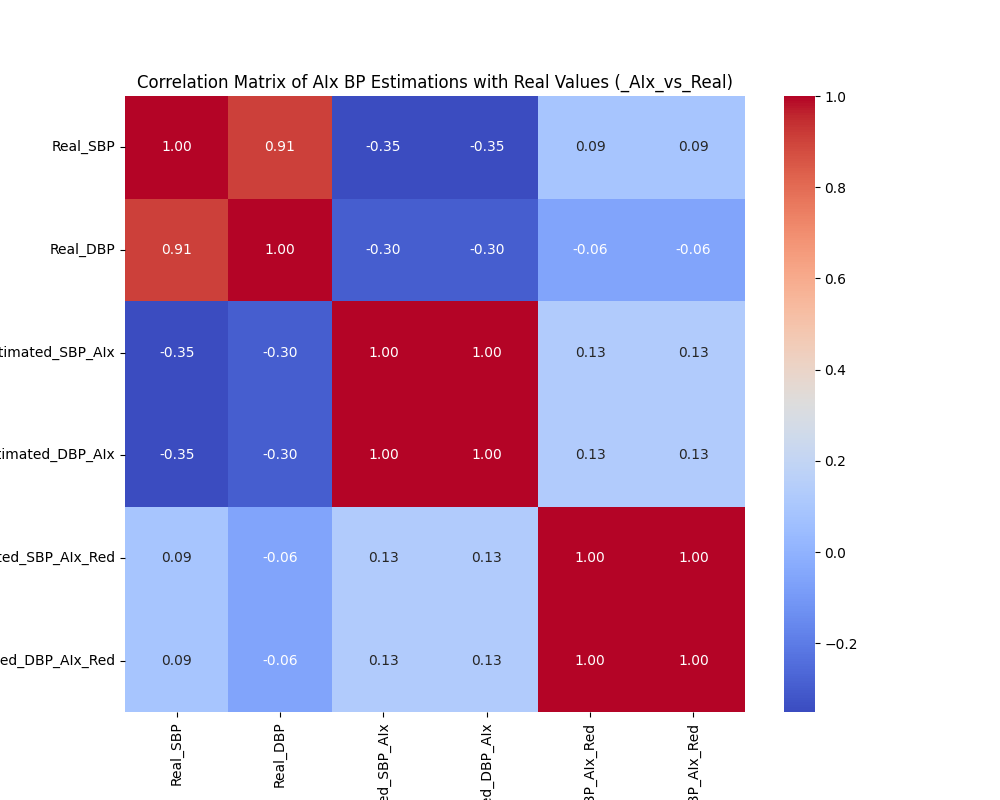 Correlation Matrix of AIx BP Estimations with Real Values (_AIx_vs_Real)
Real_SBP 1.00 0.91 -0.35 -0.35 0.09 0.09
Real_DBP 0.91 1.00 -0.30 -0.30 -0.06 -0.06
timated_SBP_AIx -0.35 -0.30 1.00 1.00 0.13 0.13
timated_DBP_AIx -0.35 -0.30 1.00 1.00 0.13 0.13
ted_SBP_AIx_Red 0.09 -0.06 0.13 0.13 1.00 1.00
ed_DBP_AIx_Red 0.09 -0.06 0.13 0.13 1.00 1.00
Real_SBP
Real_DBP
ed_SBP_AIx
ed_DBP_AIx
BP_AIx_Red
BP_AIx_Red
1.0
0.8
0.6
0.4
0.2
0.0
−0.2